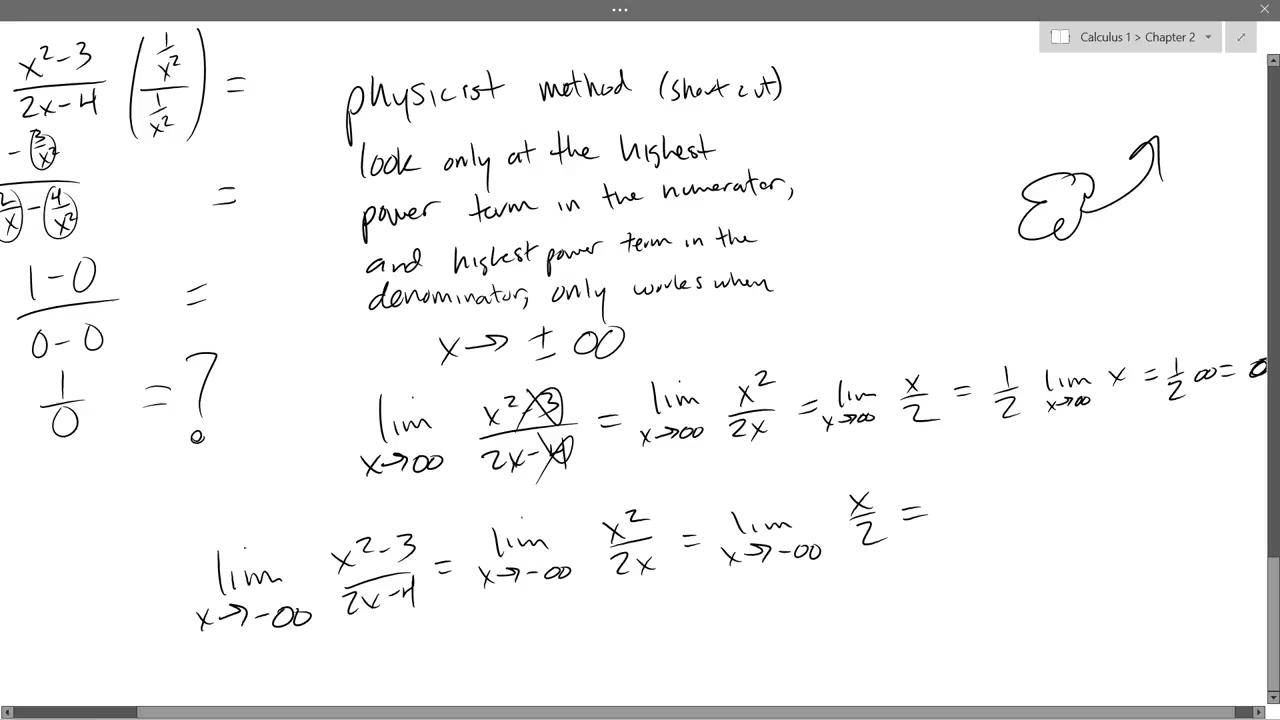 Calculus 1 > Chapter 2
x² - 3 / 2x - 4 (1/x² / 1/x²) =
- 3/x² / 2/x - 4/x² =
1 - 0 / 0 - 0 =
1/0 = ?
physicist method (shortcut)
look only at the highest
power term in the numerator,
and highest power term in the
denominator, only works when
x → ± ∞
lim x→∞ x² - 3 / 2x - 4 = lim x→∞ x² / 2x = lim x→∞ x/2 = 1/2 lim x→∞ x = 1/2 ∞ =
lim x→-∞ x² - 3 / 2x - 4 = lim x→-∞ x² / 2x = lim x→-∞ x/2 =